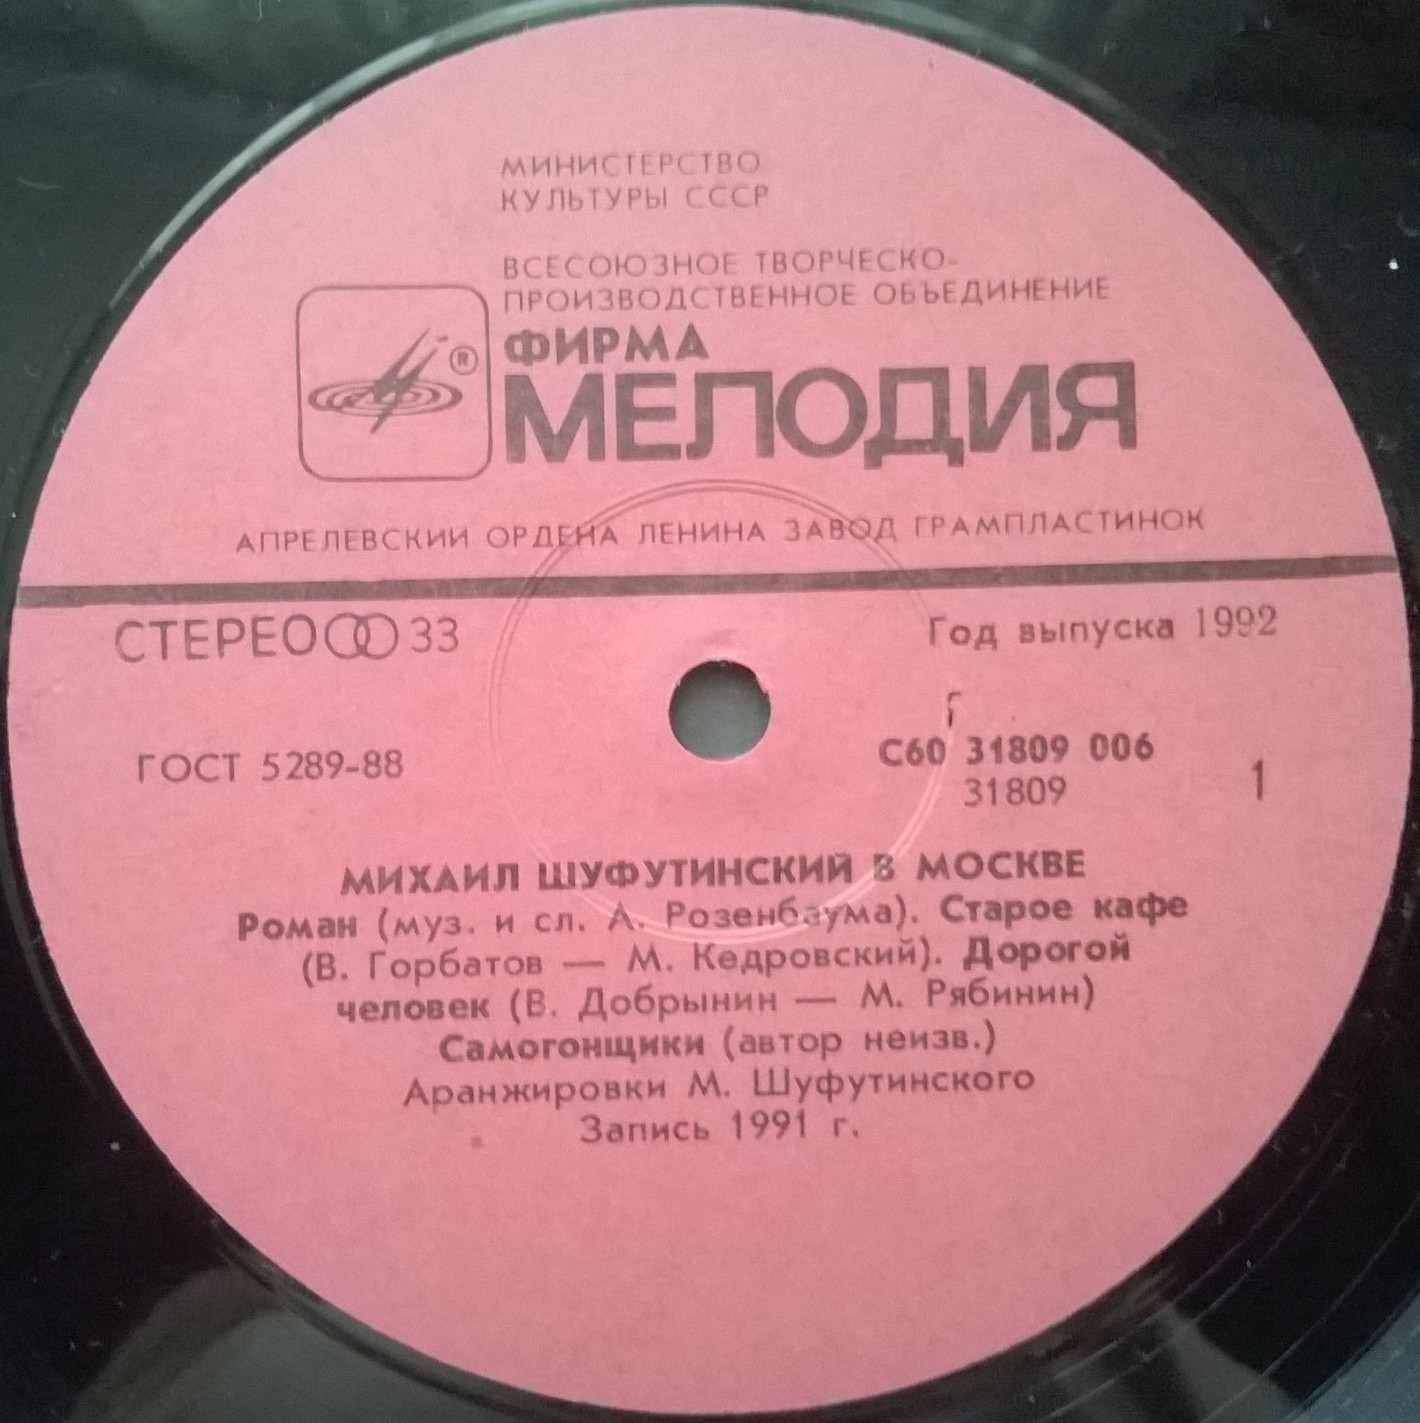 МИНИСТЕРСТВО
КУЛЬТУРЫ СССР
ВСЕСОЮЗНОЕ ТВОРЧЕСКО-
ПРОИЗВОДСТВЕННОЕ ОБЪЕДИНЕНИЕ
®
ФИРМА
МЕЛОДИЯ
АПРЕЛЕВСКИЙ ОРДЕНА ЛЕНИНА ЗАВОД ГРАМПЛАСТИНОК
СТЕРЕО 33
Год выпуска 1992
Г
ГОСТ 5289-88
С60 31809 006
31809
1
МИХАИЛ ШУФУТИНСКИЙ В МОСКВЕ
Роман (муз. и сл. А. Розенбаума). Старое кафе
(В. Горбатов — М. Кедровский). Дорогой
человек (В. Добрынин — М. Рябинин)
Самогонщики (автор неизв.)
Аранжировки М. Шуфутинского
Запись 1991 г.